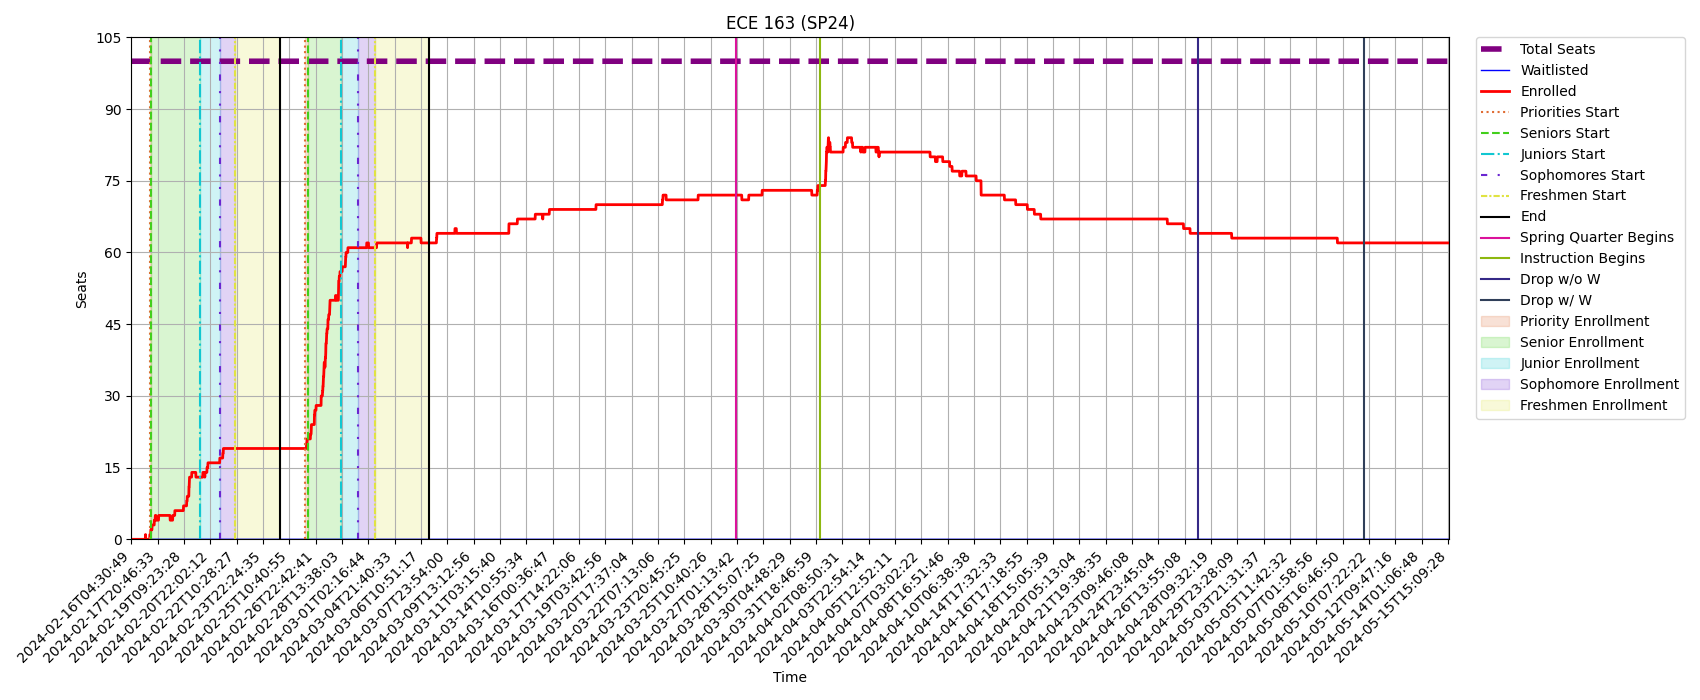 ECE 163 (SP24)
105
90
75
60
45
30
15
0
Seats
2024-02-16T04:30:49
2024-02-17T20:46:33
2024-02-19T09:23:28
2024-02-20T22:02:12
2024-02-22T10:28:27
2024-02-23T22:24:35
2024-02-25T10:40:55
2024-02-26T22:42:41
2024-02-28T13:38:03
2024-03-01T02:16:44
2024-03-04T21:40:33
2024-03-06T10:51:17
2024-03-07T23:54:00
2024-03-09T13:12:56
2024-03-11T03:15:40
2024-03-14T10:55:34
2024-03-16T00:36:47
2024-03-17T14:22:06
2024-03-19T03:42:56
2024-03-20T17:37:04
2024-03-22T07:13:06
2024-03-23T20:45:25
2024-03-25T10:40:26
2024-03-27T01:13:42
2024-03-28T15:07:25
2024-03-30T04:48:29
2024-03-31T18:46:59
2024-04-02T08:50:31
2024-04-03T22:54:14
2024-04-05T13:52:11
2024-04-07T03:02:22
2024-04-08T16:51:46
2024-04-10T06:38:38
2024-04-14T17:32:33
2024-04-16T17:18:55
2024-04-18T15:05:39
2024-04-20T05:13:04
2024-04-21T19:38:35
2024-04-23T09:46:08
2024-04-24T23:45:04
2024-04-26T13:55:08
2024-04-28T09:32:19
2024-04-29T23:28:09
2024-05-03T21:31:37
2024-05-05T11:42:32
2024-05-07T01:58:56
2024-05-08T16:46:50
2024-05-10T07:22:22
2024-05-12T09:47:16
2024-05-14T01:06:48
2024-05-15T15:09:28
Time
Total Seats
Waitlisted
Enrolled
Priorities Start
Seniors Start
Juniors Start
Sophomores Start
Freshmen Start
End
Spring Quarter Begins
Instruction Begins
Drop w/o W
Drop w/ W
Priority Enrollment
Senior Enrollment
Junior Enrollment
Sophomore Enrollment
Freshmen Enrollment